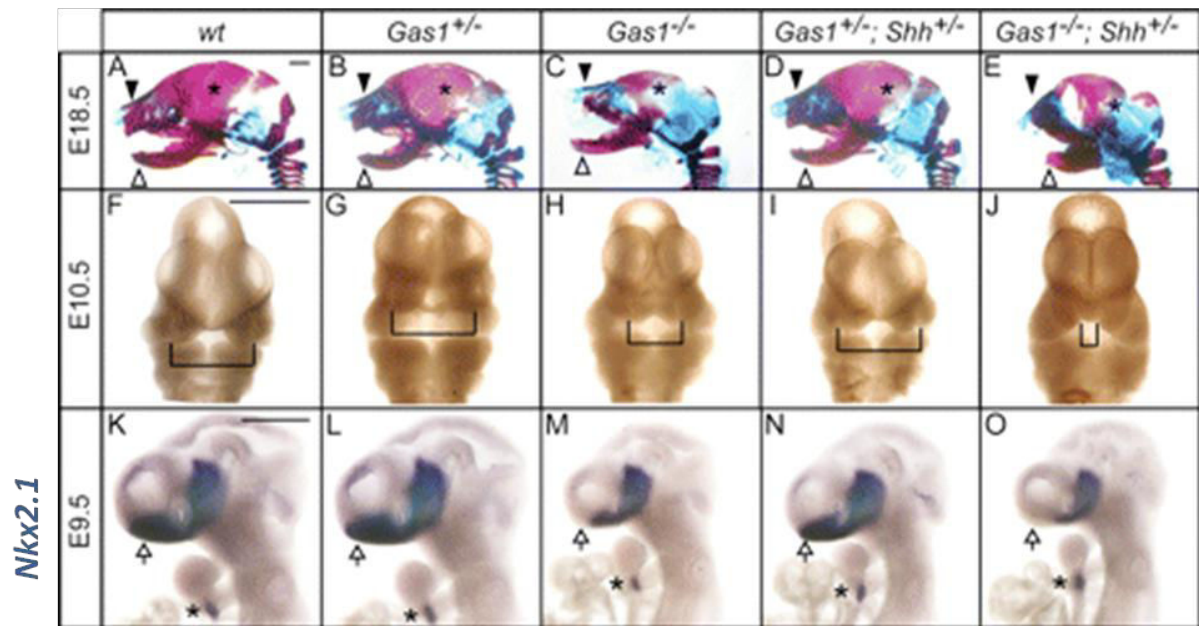 wt Gas1+/- Gas1-/- Gas1+/-; Shh+/- Gas1-/-; Shh+/-
E18.5
A * B * C * D * E *
E10.5
F G H I J
Nkx2.1
E9.5
K L M N O
* * * * *